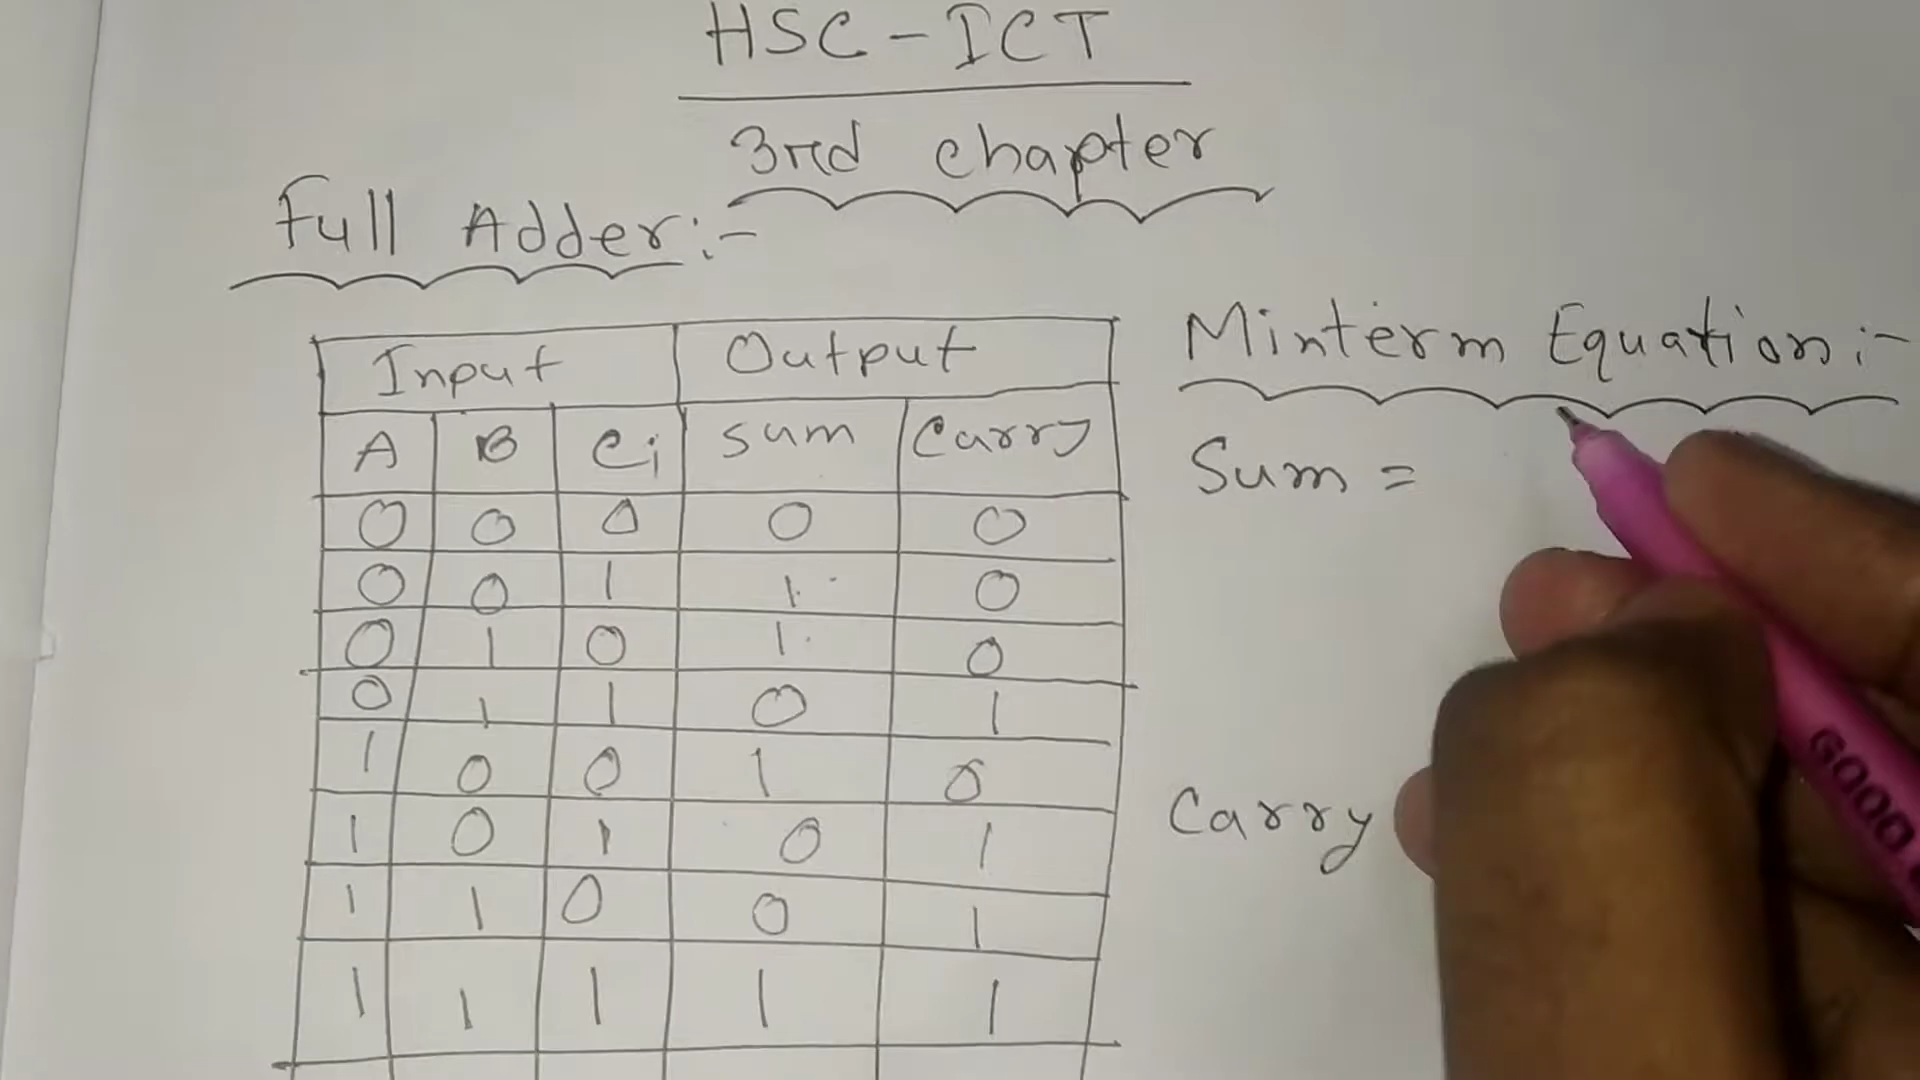 HSC-ICT
3rd chapter
Full Adder:-
Input Output
A B Ci Sum Carry
0 0 0 0 0
0 0 1 1 0
0 1 0 1 0
0 1 1 0 1
1 0 0 1 0
1 0 1 0 1
1 1 0 0 1
1 1 1 1 1
Minterm Equation:-
Sum =
Carry
GOOD